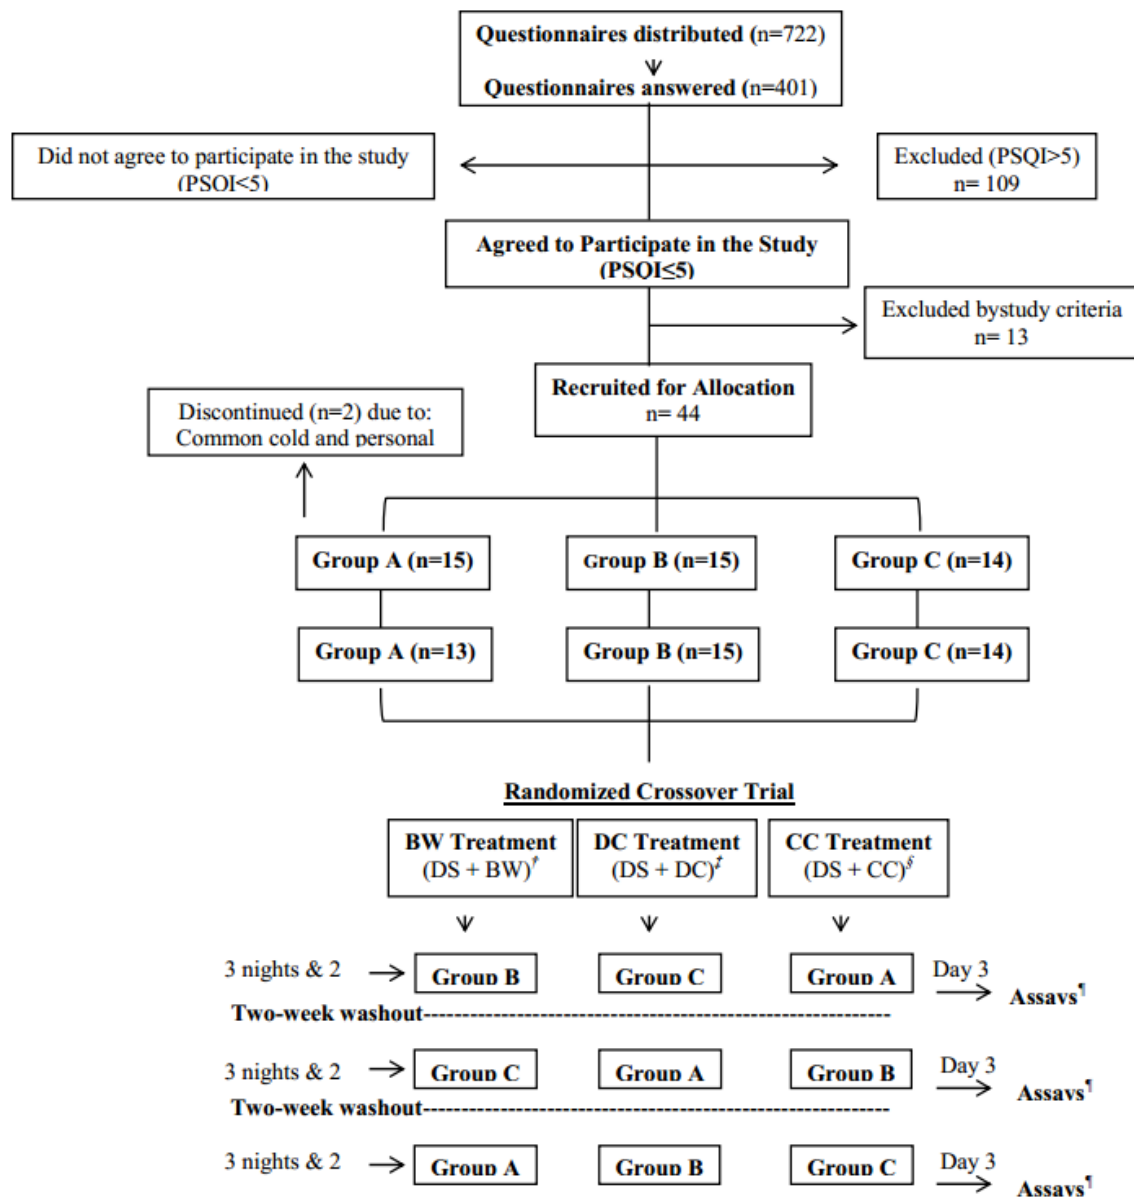 Questionnaires distributed (n=722)
Questionnaires answered (n=401)
Did not agree to participate in the study
(PSQI<5)
Excluded (PSQI>5)
n= 109
Agreed to Participate in the Study
(PSQI≤5)
Excluded bystudy criteria
n= 13
Recruited for Allocation
n= 44
Discontinued (n=2) due to:
Common cold and personal
Group A (n=15)
Group B (n=15)
Group C (n=14)
Group A (n=13)
Group B (n=15)
Group C (n=14)
Randomized Crossover Trial
BW Treatment
(DS + BW)†
DC Treatment
(DS + DC)‡
CC Treatment
(DS + CC)§
3 nights & 2
Group B
Group C
Group A
Day 3
Assays¶
Two-week washout------------------------------------------------------------
3 nights & 2
Group C
Group A
Group B
Day 3
Assays¶
Two-week washout------------------------------------------------------------
3 nights & 2
Group A
Group B
Group C
Day 3
Assays¶